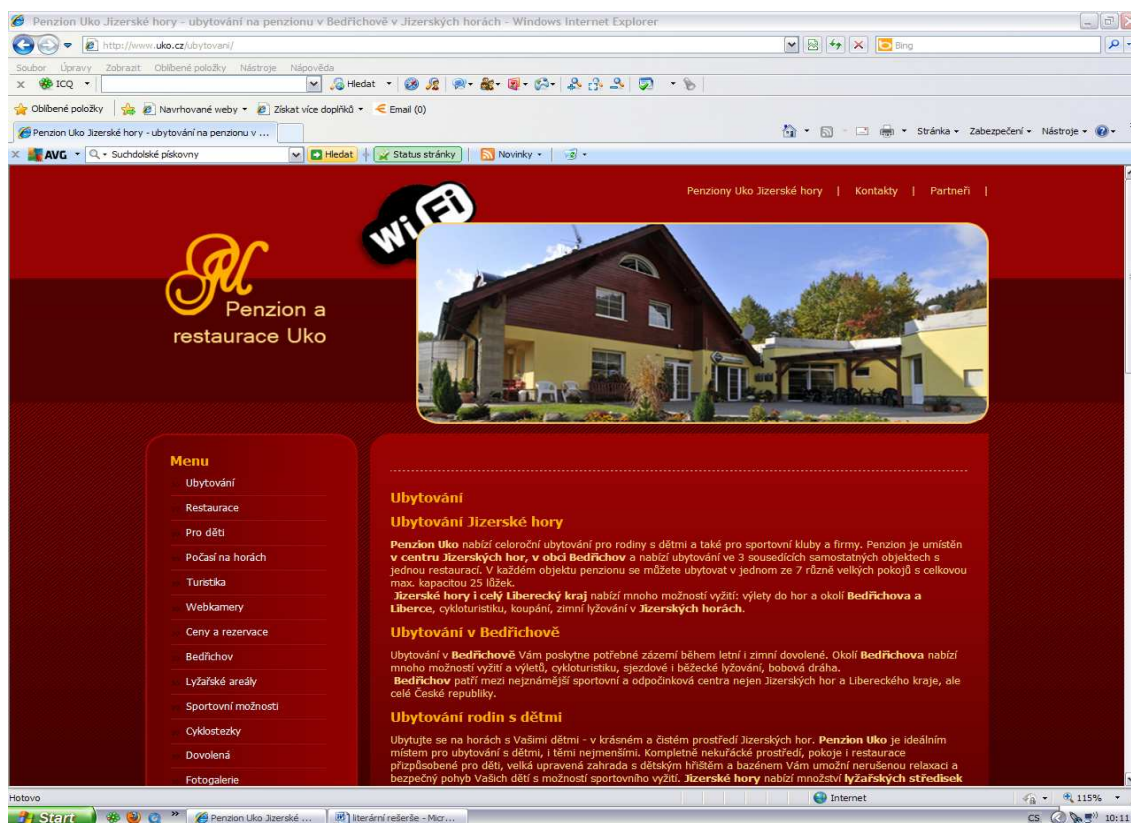 Penzion Uko Jizerské hory - ubytování na penzionu v Bedřichově v Jizerských horách - Windows Internet Explorer
http://www.uko.cz/ubytovani/
Bing
Soubor Úpravy Zobrazit Oblíbené položky Nástroje Nápověda
x ICQ Hledat
Oblíbené položky Navrhované weby Získat více doplňků Email (0)
Penzion Uko Jizerské hory - ubytování na penzionu v ... Stránka Zabezpečení Nástroje
x AVG Suchdolské pískovny Hledat Status stránky Novinky
Penziony Uko Jizerské hory | Kontakty | Partneři |
WiFi
PU
Penzion a
restaurace Uko
Menu
Ubytování
Restaurace
Pro děti
Počasí na horách
Turistika
Webkamery
Ceny a rezervace
Bedřichov
Lyžařské areály
Sportovní možnosti
Cyklostezky
Dovolená
Fotogalerie
Ubytování
Ubytování Jizerské hory
Penzion Uko nabízí celoroční ubytování pro rodiny s dětmi a také pro sportovní kluby a firmy. Penzion je umístěn
v centru Jizerských hor, v obci Bedřichov a nabízí ubytování ve 3 sousedících samostatných objektech s
jednou restaurací. V každém objektu penzionu se můžete ubytovat v jednom ze 7 různě velkých pokojů s celkovou
max. kapacitou 25 lůžek.
Jizerské hory i celý Liberecký kraj nabízí mnoho možností vyžití: výlety do hor a okolí Bedřichova a
Liberce, cykloturistiku, koupání, zimní lyžování v Jizerských horách.
Ubytování v Bedřichově
Ubytování v Bedřichově Vám poskytne potřebné zázemí během letní i zimní dovolené. Okolí Bedřichova nabízí
mnoho možností vyžití a výletů, cykloturistiku, sjezdové i běžecké lyžování, bobová dráha.
Bedřichov patří mezi nejznámější sportovní a odpočinková centra nejen Jizerských hor a Libereckého kraje, ale
celé České republiky.
Ubytování rodin s dětmi
Ubytujte se na horách s Vašimi dětmi - v krásném a čistém prostředí Jizerských hor. Penzion Uko je ideálním
místem pro ubytování s dětmi, i těmi nejmenšími. Kompletně nekuřácké prostředí, pokoje i restaurace
přizpůsobené pro děti, velká upravená zahrada s dětským hřištěm a bazénem Vám umožní nerušenou relaxaci a
bezpečný pohyb Vašich dětí s možností sportovního vyžití. Jizerské hory nabízí množství lyžařských středisek
Hotovo Internet 115%
Start Penzion Uko Jizerské ... literární rešerše - Micr... CS 10:11